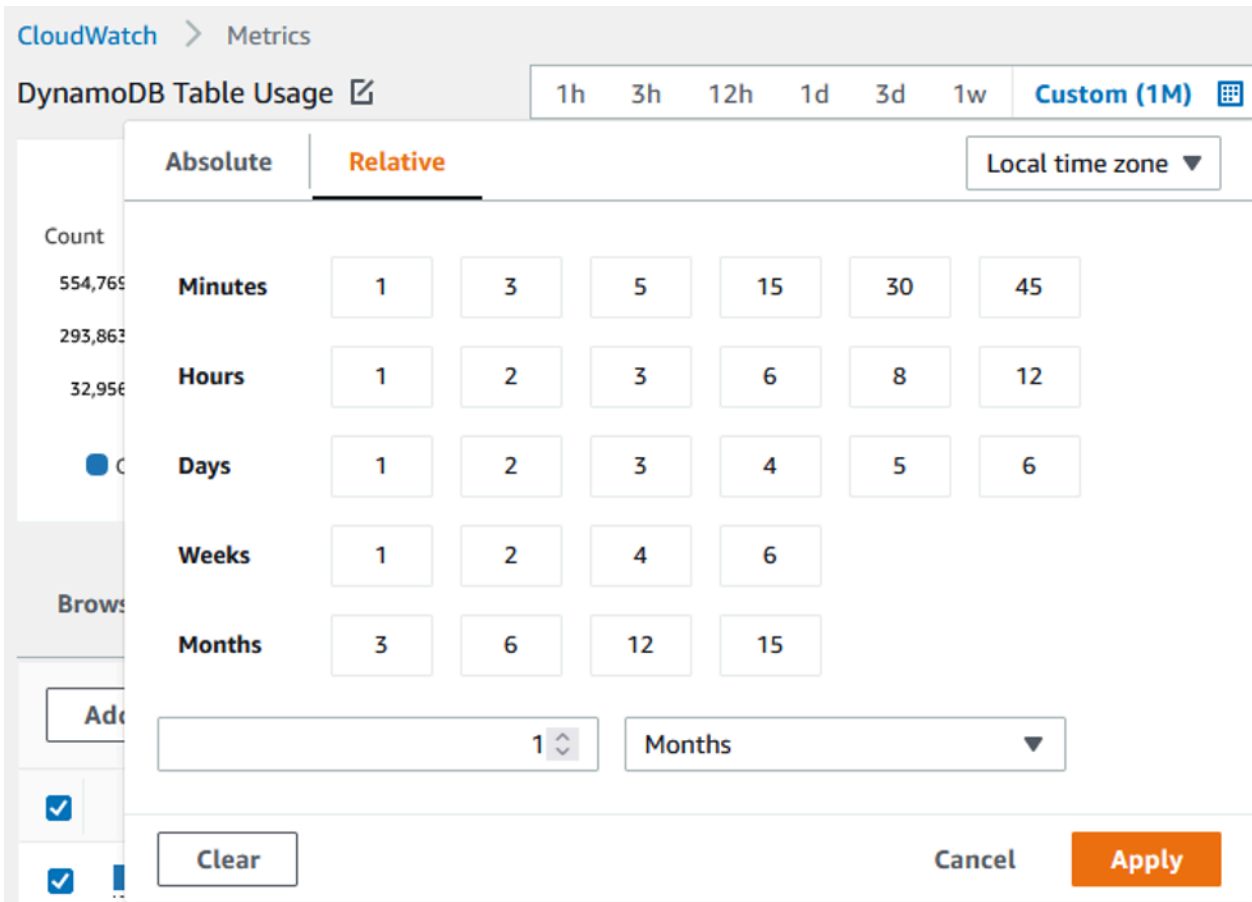 CloudWatch > Metrics
DynamoDB Table Usage
1h 3h 12h 1d 3d 1w Custom (1M)
Absolute Relative Local time zone
Count
554,769
293,863
32,956
Minutes 1 3 5 15 30 45
Hours 1 2 3 6 8 12
Days 1 2 3 4 5 6
Weeks 1 2 4 6
Brows
Months 3 6 12 15
Add
1 Months
Clear Cancel Apply